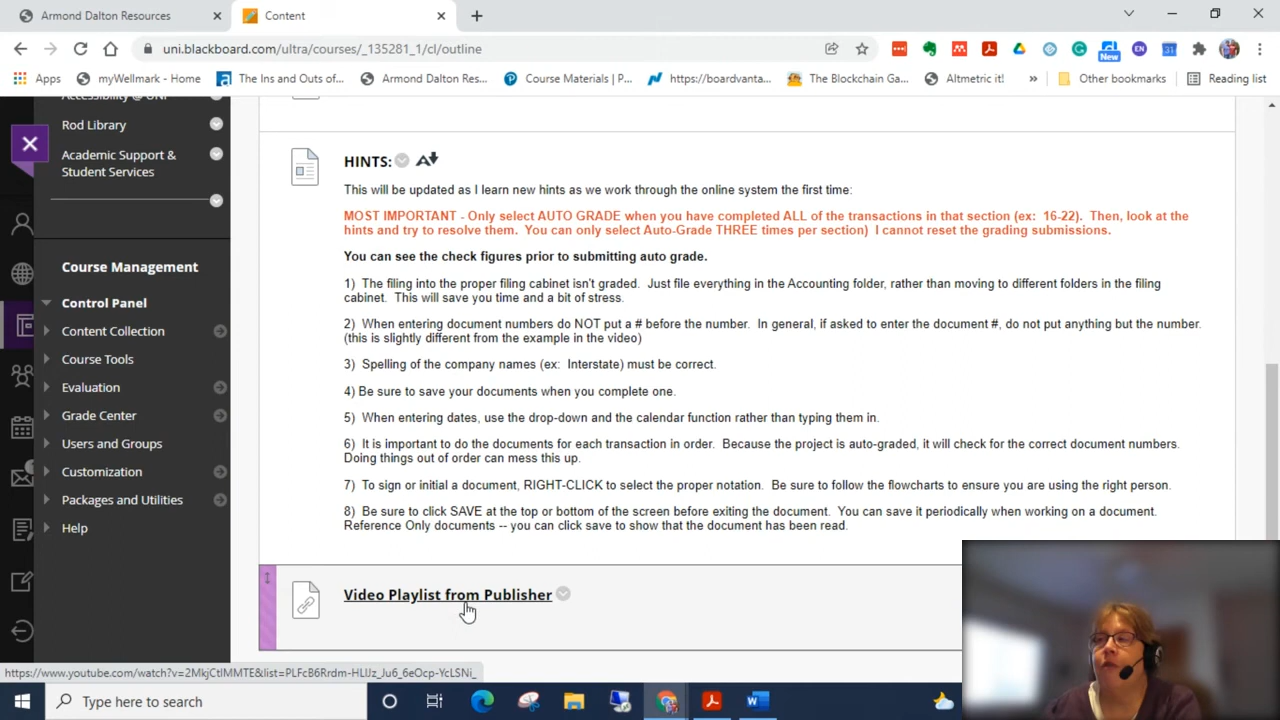 Armond Dalton Resources
Content
uni.blackboard.com/ultra/courses/_135281_1/cl/outline
New
EN
31
Apps
myWellmark - Home
The Ins and Outs of...
Armond Dalton Res...
Course Materials | P...
https://boardvanta...
The Blockchain Ga...
Altmetric it!
»
Other bookmarks
Reading list
Accessibility @ UNI
Rod Library
Academic Support &
Student Services
Course Management
Control Panel
Content Collection
Course Tools
Evaluation
Grade Center
Users and Groups
Customization
Packages and Utilities
Help
HINTS:
This will be updated as I learn new hints as we work through the online system the first time:
MOST IMPORTANT - Only select AUTO GRADE when you have completed ALL of the transactions in that section (ex: 16-22). Then, look at the
hints and try to resolve them. You can only select Auto-Grade THREE times per section) I cannot reset the grading submissions.
You can see the check figures prior to submitting auto grade.
1) The filing into the proper filing cabinet isn't graded. Just file everything in the Accounting folder, rather than moving to different folders in the filing
cabinet. This will save you time and a bit of stress.
2) When entering document numbers do NOT put a # before the number. In general, if asked to enter the document #, do not put anything but the number.
(this is slightly different from the example in the video)
3) Spelling of the company names (ex: Interstate) must be correct.
4) Be sure to save your documents when you complete one.
5) When entering dates, use the drop-down and the calendar function rather than typing them in.
6) It is important to do the documents for each transaction in order. Because the project is auto-graded, it will check for the correct document numbers.
Doing things out of order can mess this up.
7) To sign or initial a document, RIGHT-CLICK to select the proper notation. Be sure to follow the flowcharts to ensure you are using the right person.
8) Be sure to click SAVE at the top or bottom of the screen before exiting the document. You can save it periodically when working on a document.
Reference Only documents -- you can click save to show that the document has been read.
Video Playlist from Publisher
Type here to search